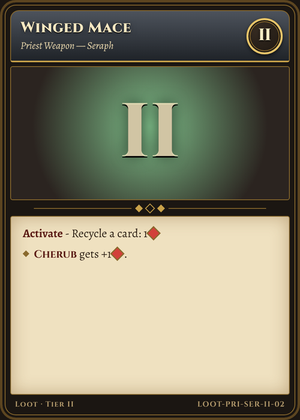 Winged Mace
Priest Weapon — Seraph
II
II
Activate - Recycle a card: 1
Cherub gets +1.
Loot · Tier II
LOOT-PRI-SER-II-02